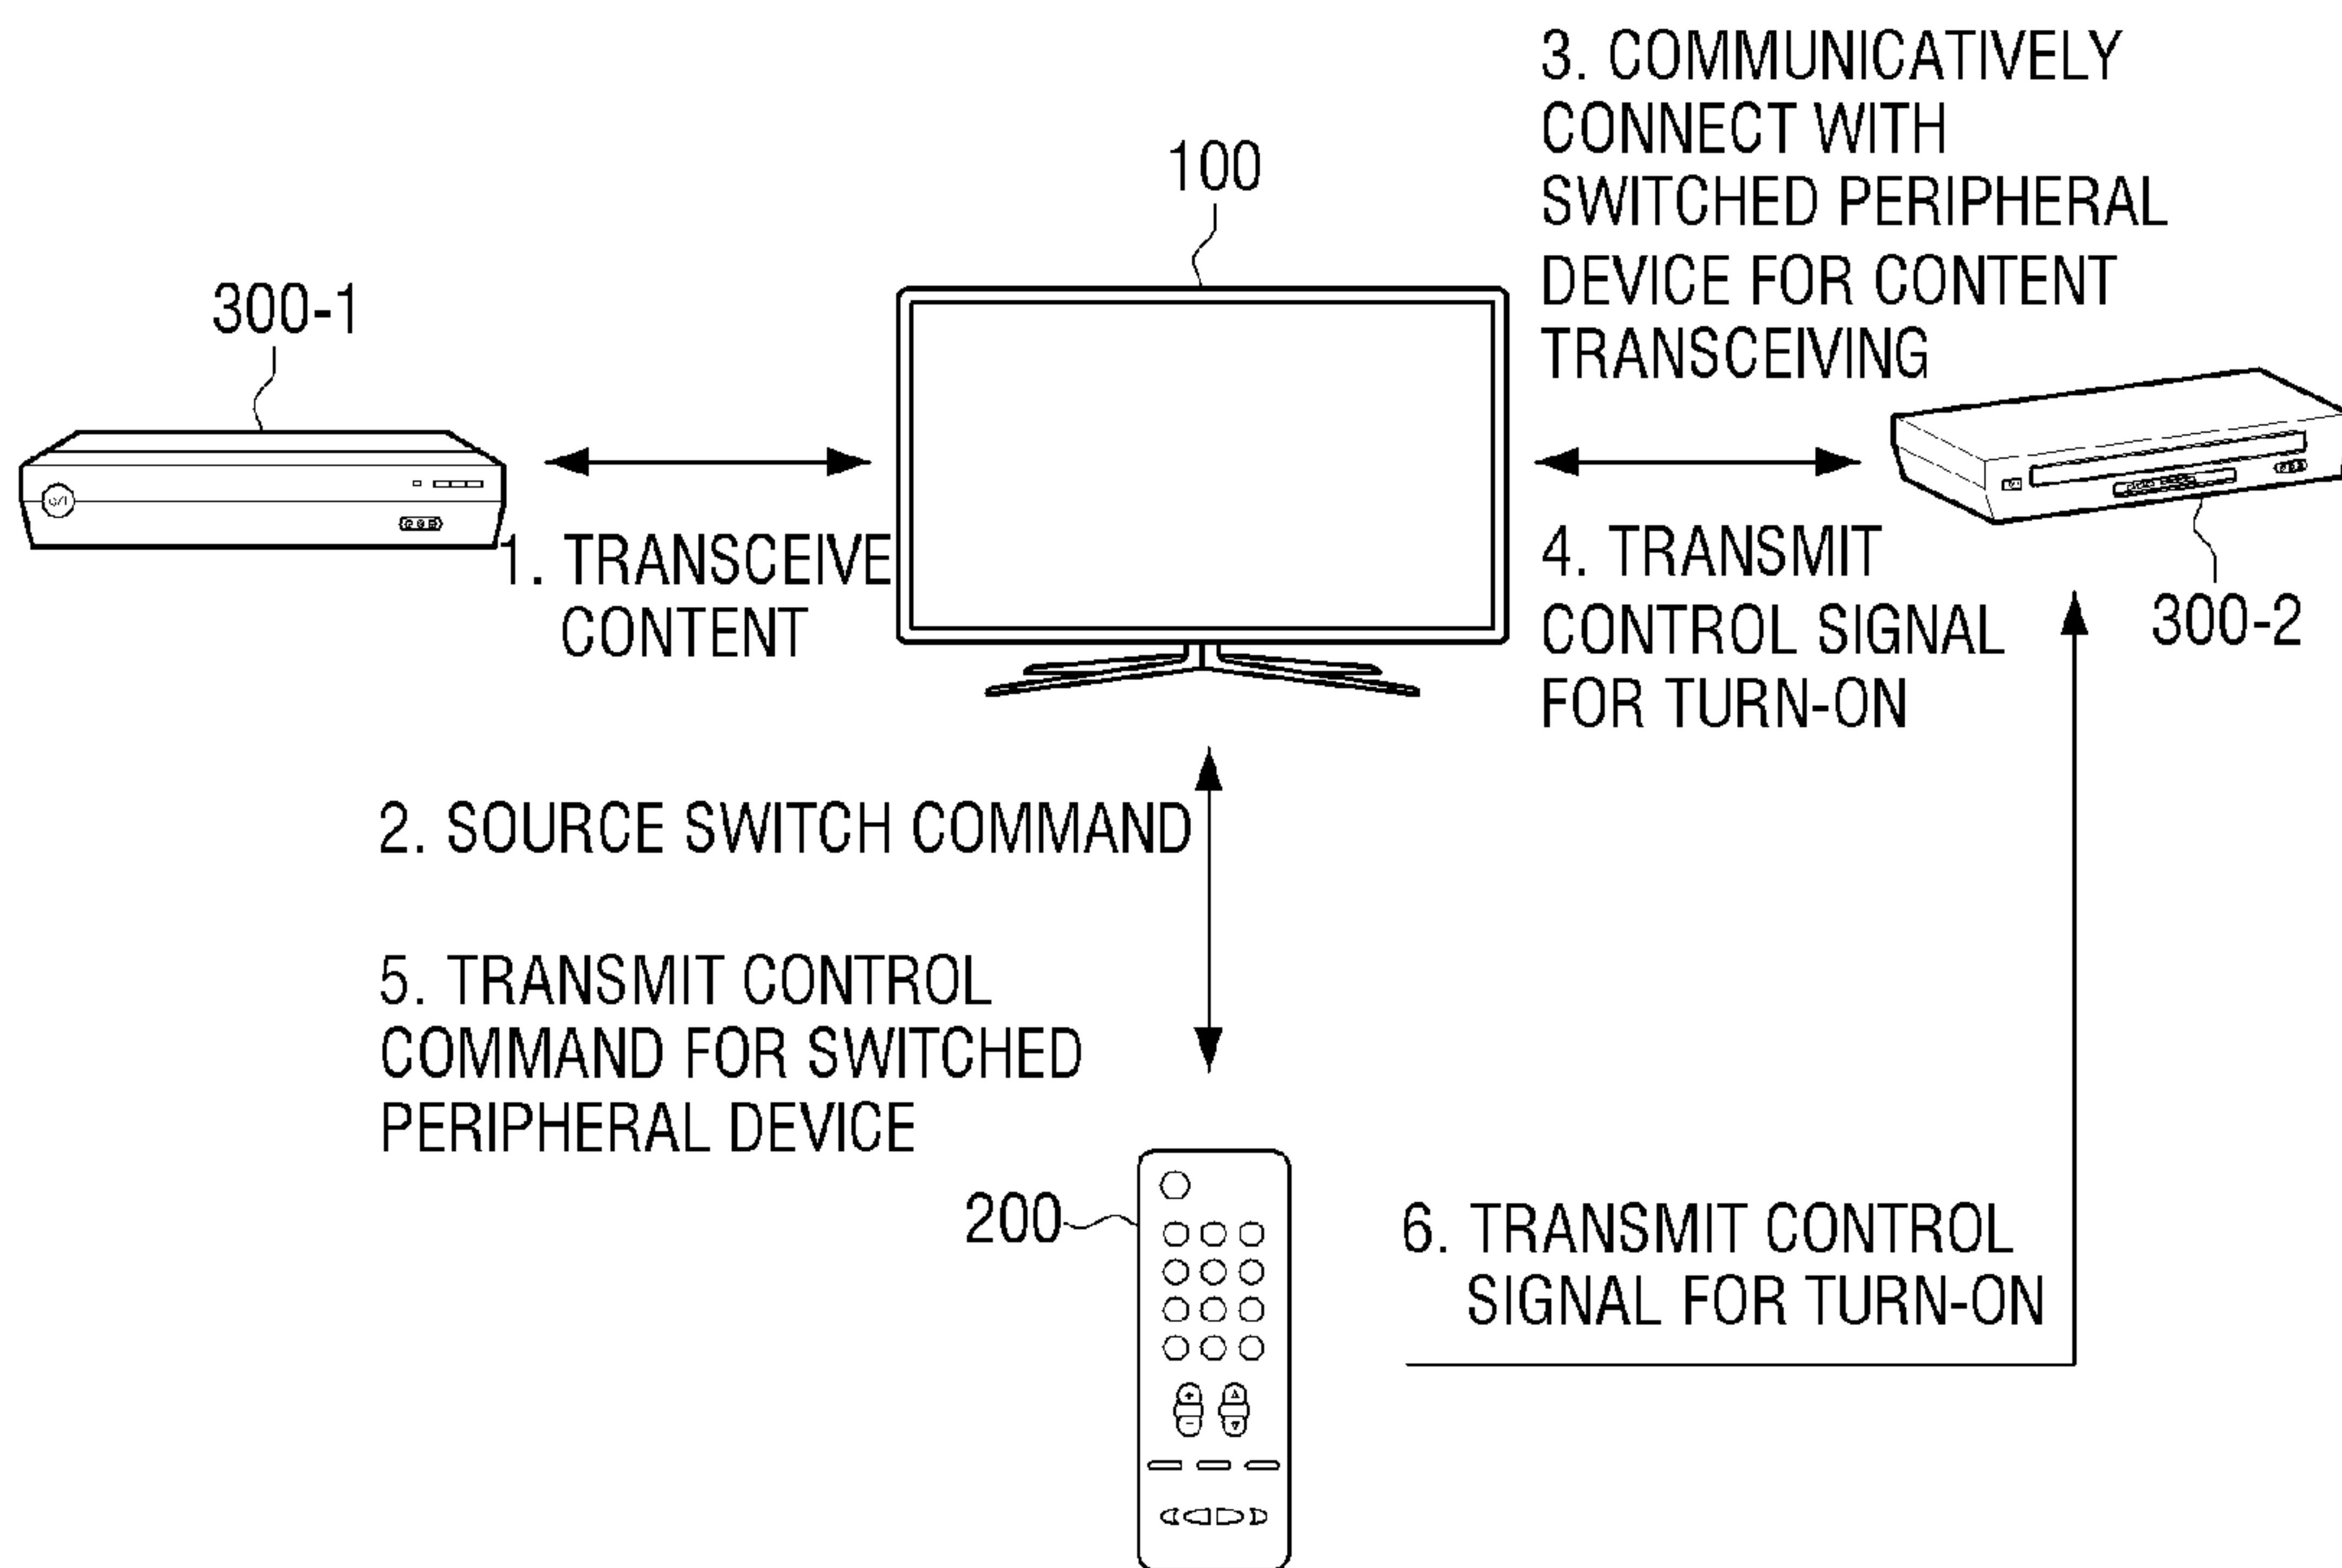 3. COMMUNICATIVELY
CONNECT WITH
SWITCHED PERIPHERAL
DEVICE FOR CONTENT
TRANSCEIVING
100
300-1
1. TRANSCEIVE
CONTENT
4. TRANSMIT
CONTROL SIGNAL
FOR TURN-ON
300-2
2. SOURCE SWITCH COMMAND
5. TRANSMIT CONTROL
COMMAND FOR SWITCHED
PERIPHERAL DEVICE
200
6. TRANSMIT CONTROL
SIGNAL FOR TURN-ON